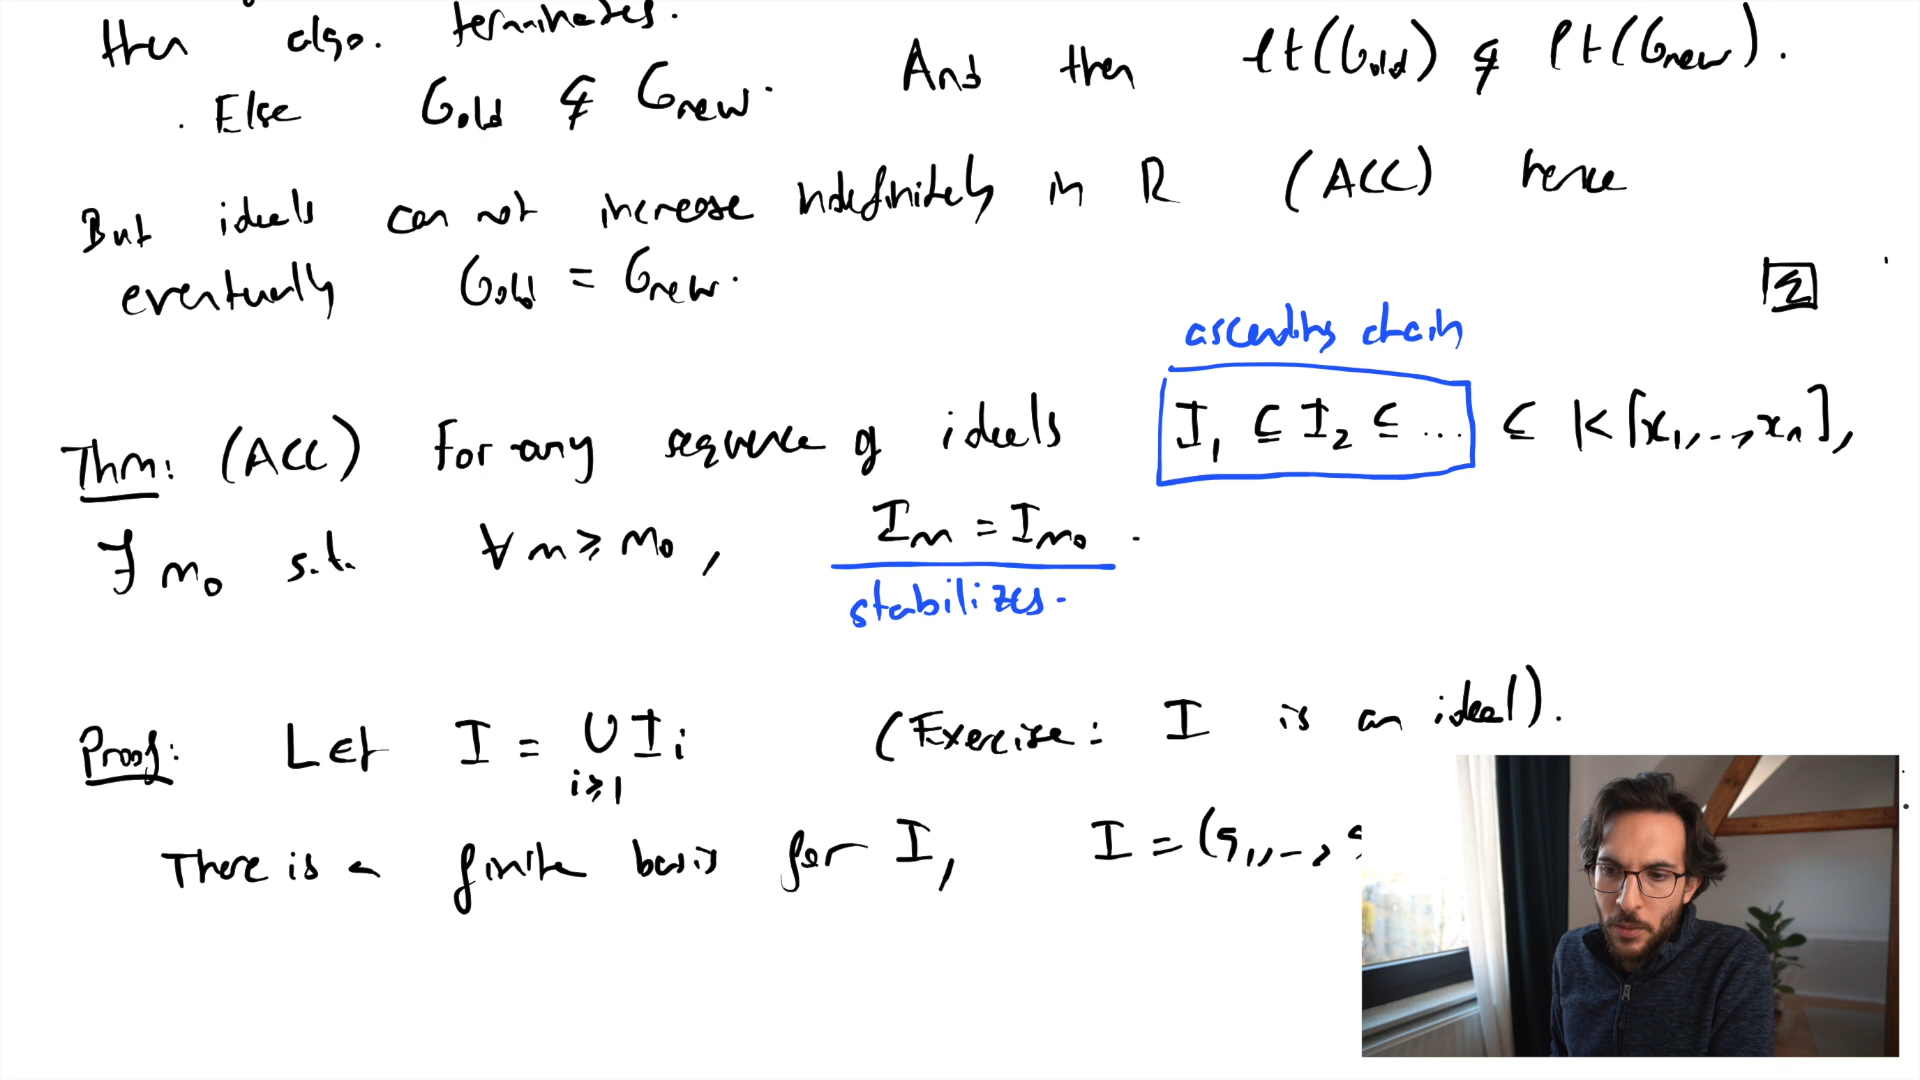 then algo. terminates.
. Else Gold ⊊ Gnew. And then lt(Gold) ⊊ lt(Gnew).
But ideals can not increase indefinitely in R (ACC) hence
eventually Gold = Gnew.
ascending chain
Thm: (ACC) For any sequence of ideals I₁ ⊆ I₂ ⊆ ... ⊆ K[x₁,..,xₙ],
∃ m₀ s.t. ∀ m ⩾ m₀, Iₘ = Iₘ₀.
stabilizes.
Proof: Let I = ∪ Iᵢ (Exercise: I is an ideal).
i⩾1
There is a finite basis for I, I = (g₁,..,